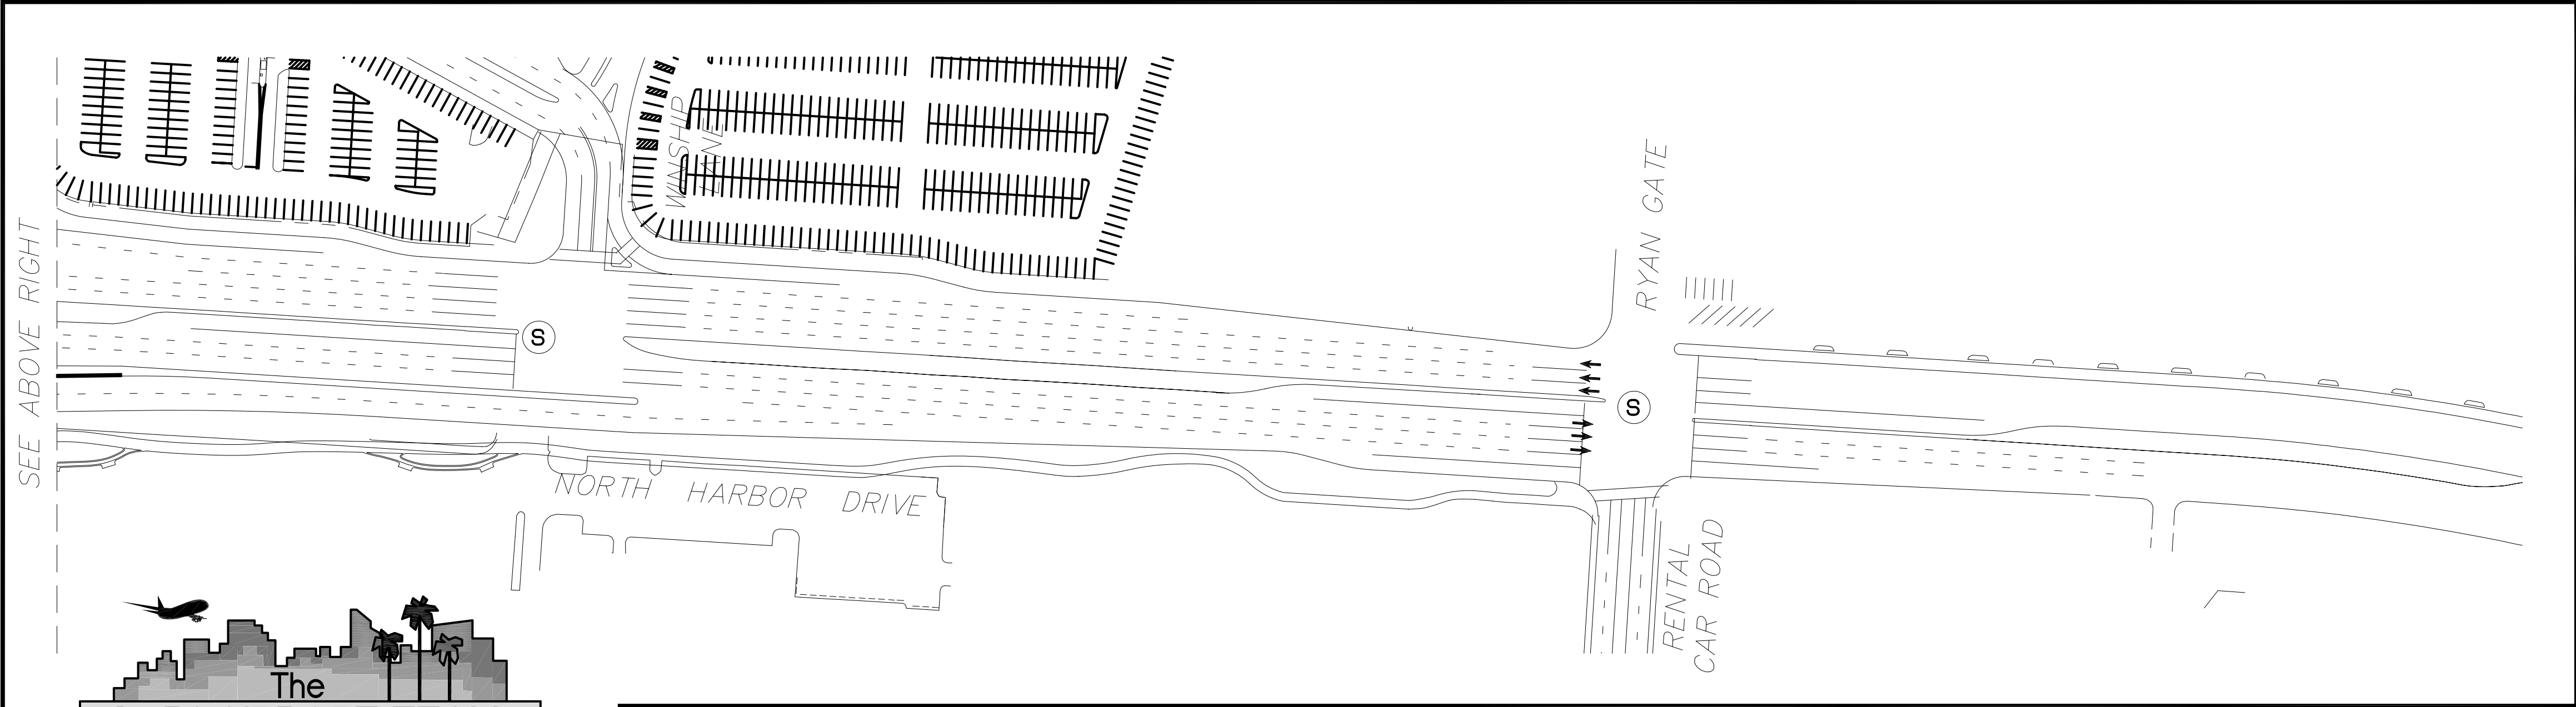 SEE ABOVE RIGHT
WINSHIP
LANE
RYAN GATE
S
S
NORTH HARBOR DRIVE
RENTAL
CAR ROAD
The